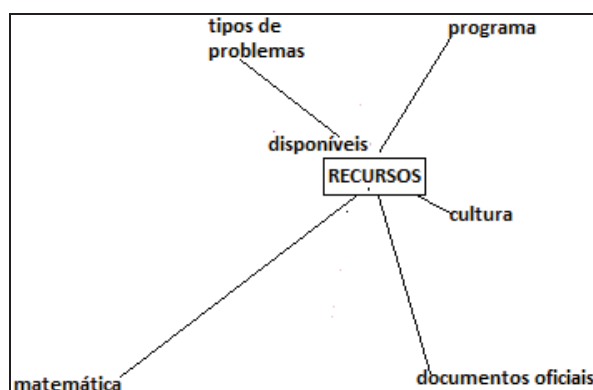 tipos de
problemas
programa
disponíveis
RECURSOS
cultura
matemática
documentos oficiais